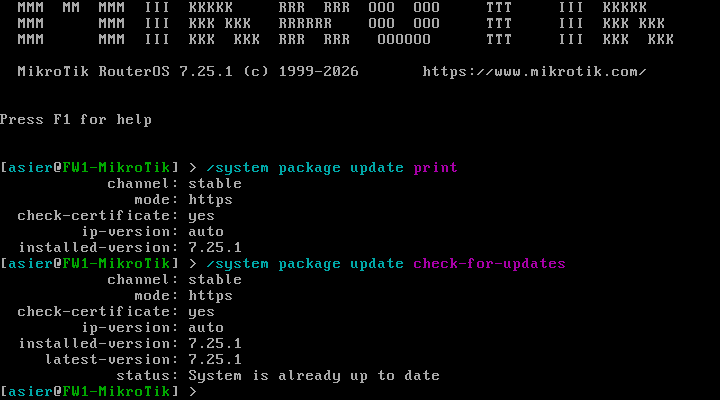 MMM  MM  MMM  III  KKKKK     RRR  RRR  OOO  OOO     TTT     III  KKKKK
MMM      MMM  III  KKK KKK   RRRRRR    OOO  OOO     TTT     III  KKK KKK
MMM      MMM  III  KKK  KKK  RRR  RRR   OOOOOO      TTT     III  KKK  KKK
MikroTik RouterOS 7.25.1 (c) 1999-2026       https://www.mikrotik.com/
Press F1 for help
[asier@FW1-MikroTik] > /system package update print
channel: stable
mode: https
check-certificate: yes
ip-version: auto
installed-version: 7.25.1
[asier@FW1-MikroTik] > /system package update check-for-updates
channel: stable
mode: https
check-certificate: yes
ip-version: auto
installed-version: 7.25.1
latest-version: 7.25.1
status: System is already up to date
[asier@FW1-MikroTik] >